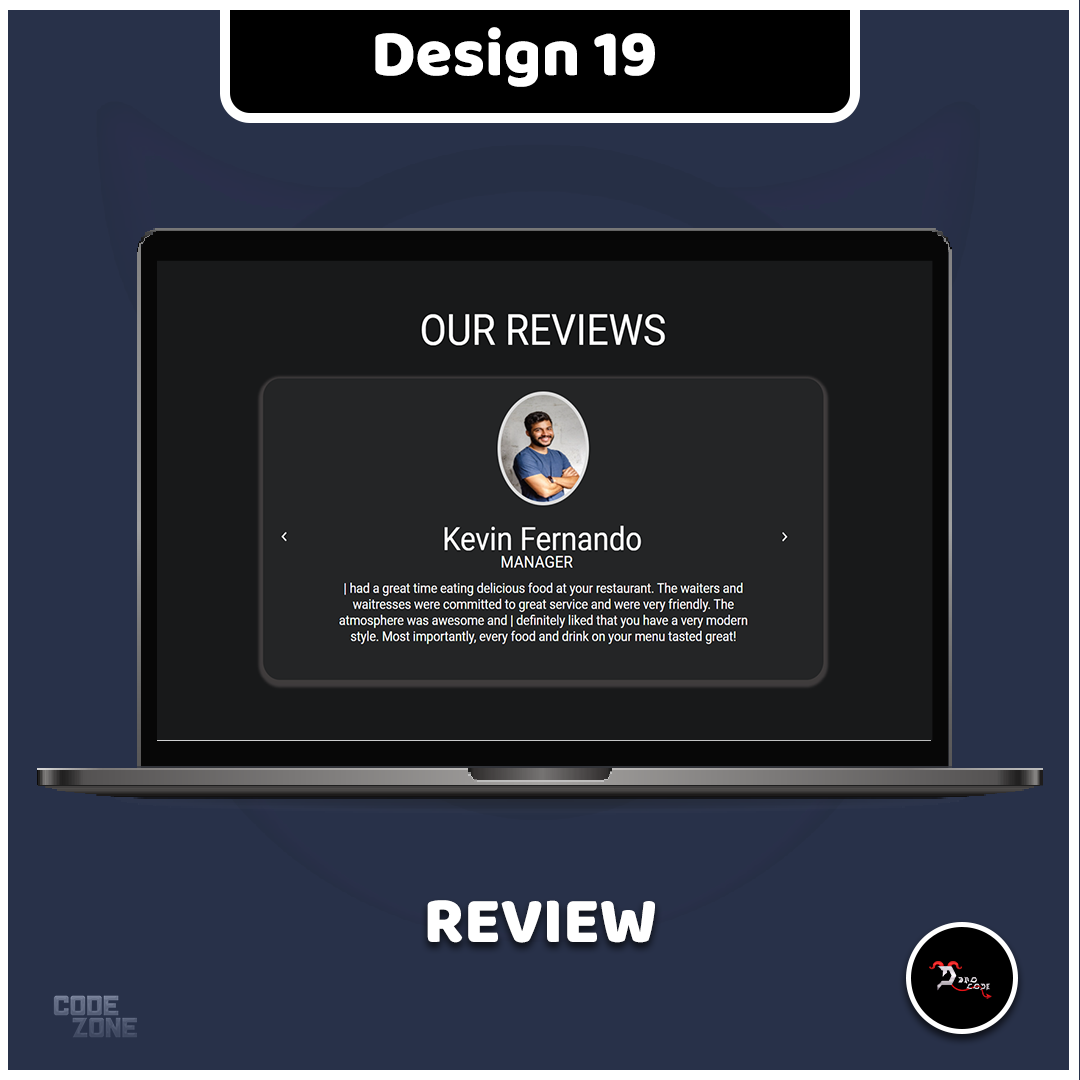 Design 19
OUR REVIEWS
‹ ›
Kevin Fernando
MANAGER
I had a great time eating delicious food at your restaurant. The waiters and
waitresses were committed to great service and were very friendly. The
atmosphere was awesome and I definitely liked that you have a very modern
style. Most importantly, every food and drink on your menu tasted great!
REVIEW
CODE
ZONE